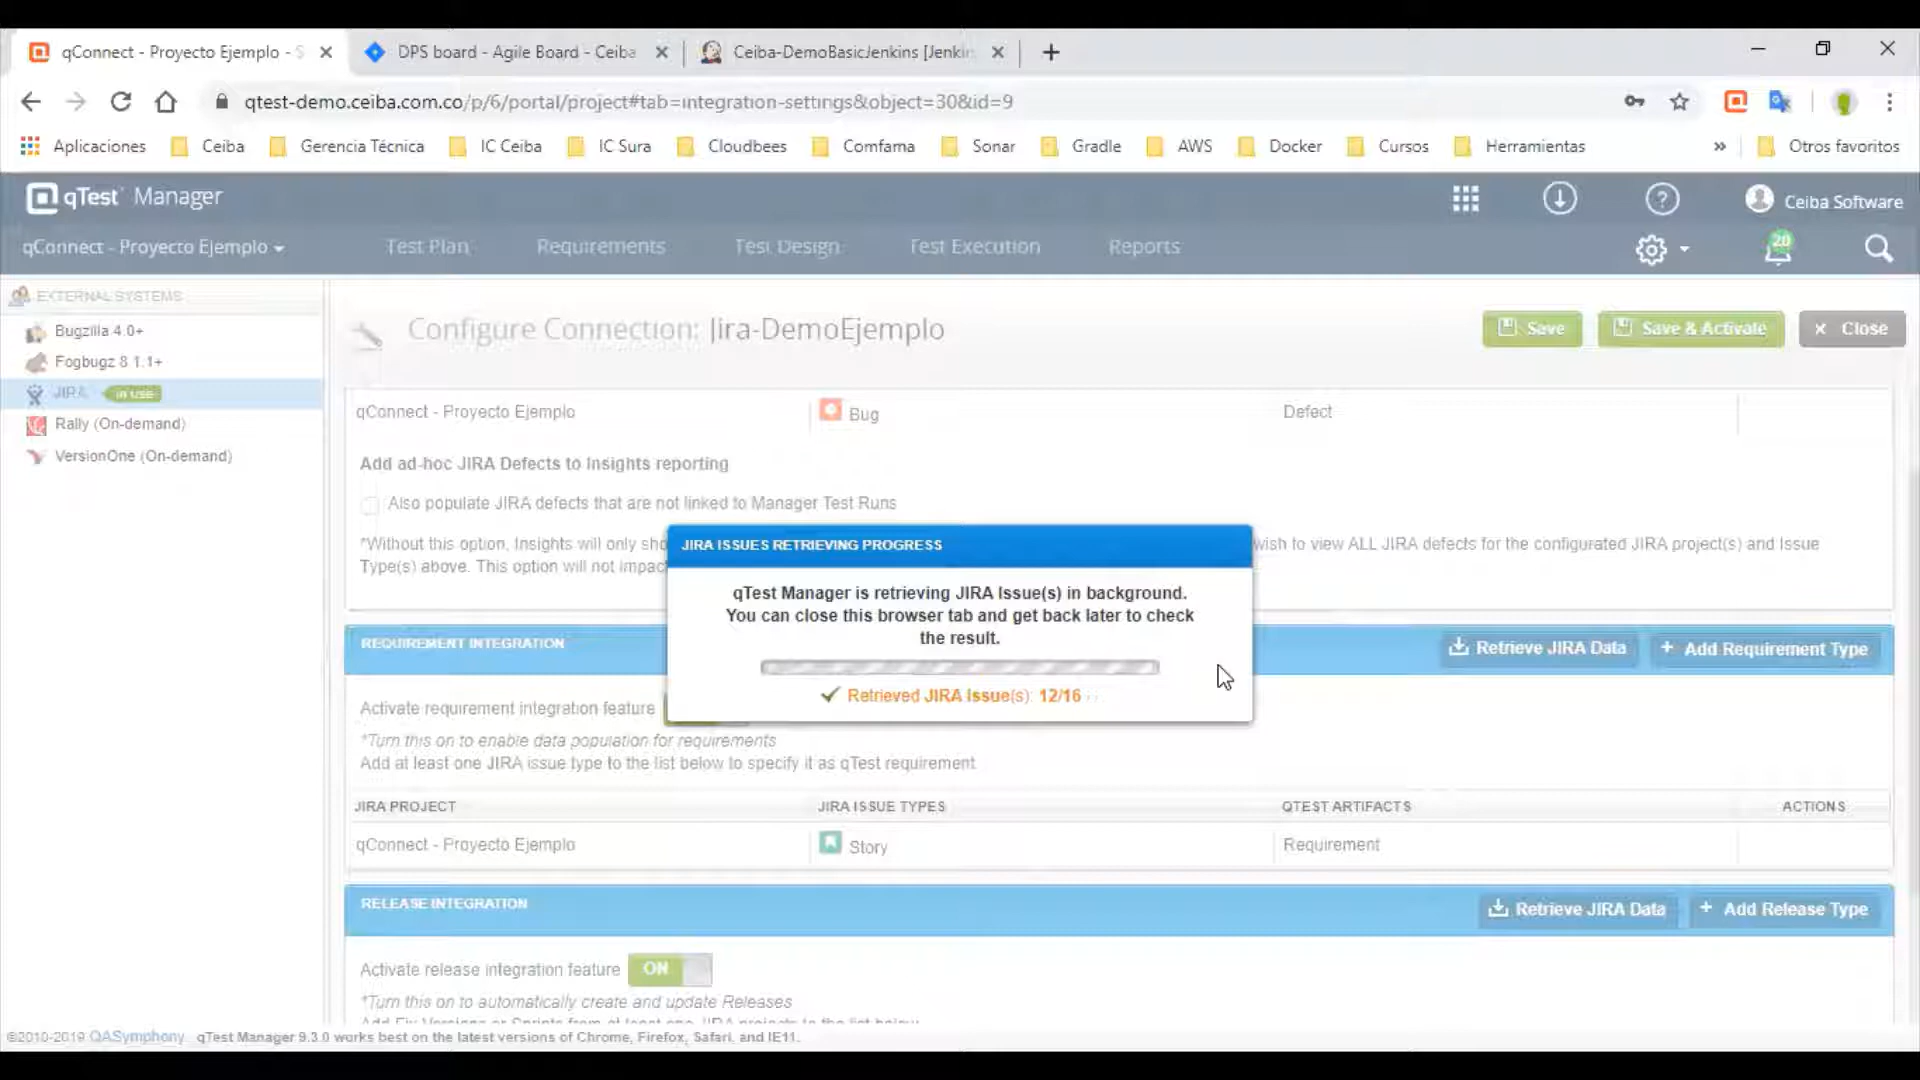 qConnect - Proyecto Ejemplo - S
DPS board - Agile Board - Ceiba
Ceiba-DemoBasicJenkins [Jenkin
qtest-demo.ceiba.com.co/p/6/portal/project#tab=integration-settings&object=30&id=9
Aplicaciones Ceiba Gerencia Técnica IC Ceiba IC Sura Cloudbees Comfama Sonar Gradle AWS Docker Cursos Herramientas » Otros favoritos
qTest Manager
Ceiba Software
qConnect - Proyecto Ejemplo Test Plan Requirements Test Design Test Execution Reports 20
EXTERNAL SYSTEMS
Bugzilla 4.0+
Fogbugz 8 1.1+
JIRA in use
Rally (On-demand)
VersionOne (On-demand)
Configure Connection: Jira-DemoEjemplo
Save Save & Activate × Close
qConnect - Proyecto Ejemplo Bug Defect
Add ad-hoc JIRA Defects to Insights reporting
Also populate JIRA defects that are not linked to Manager Test Runs
*Without this option, Insights will only sho wish to view ALL JIRA defects for the configurated JIRA project(s) and Issue
Type(s) above. This option will not impac
JIRA ISSUES RETRIEVING PROGRESS
qTest Manager is retrieving JIRA Issue(s) in background.
You can close this browser tab and get back later to check
the result.
Retrieved JIRA Issue(s): 12/16
REQUIREMENT INTEGRATION
Retrieve JIRA Data + Add Requirement Type
Activate requirement integration feature
*Turn this on to enable data population for requirements
Add at least one JIRA issue type to the list below to specify it as qTest requirement
JIRA PROJECT JIRA ISSUE TYPES QTEST ARTIFACTS ACTIONS
qConnect - Proyecto Ejemplo Story Requirement
RELEASE INTEGRATION
Retrieve JIRA Data + Add Release Type
Activate release integration feature ON
*Turn this on to automatically create and update Releases
Add Fix Versions or Sprints from at least one JIRA projects to the list below
©2010-2019 QASymphony qTest Manager 9.3.0 works best on the latest versions of Chrome, Firefox, Safari, and IE11.